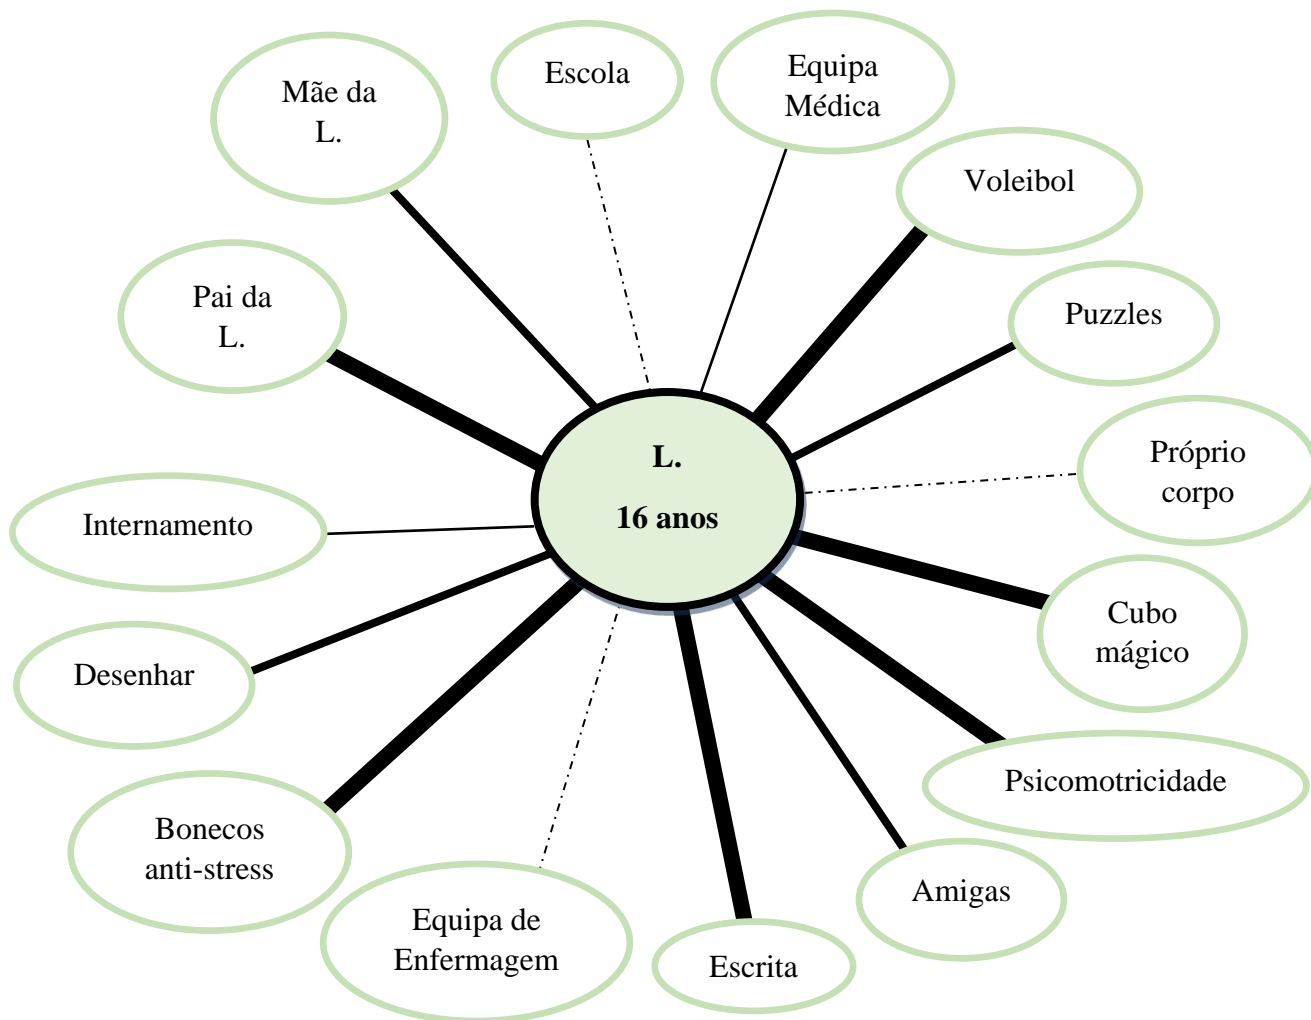 Mãe da
L.
Escola
Equipa
Médica
Voleibol
Pai da
L.
Puzzles
L.
16 anos
Próprio
corpo
Internamento
Cubo
mágico
Desenhar
Psicomotricidade
Bonecos
anti-stress
Amigas
Equipa de
Enfermagem
Escrita